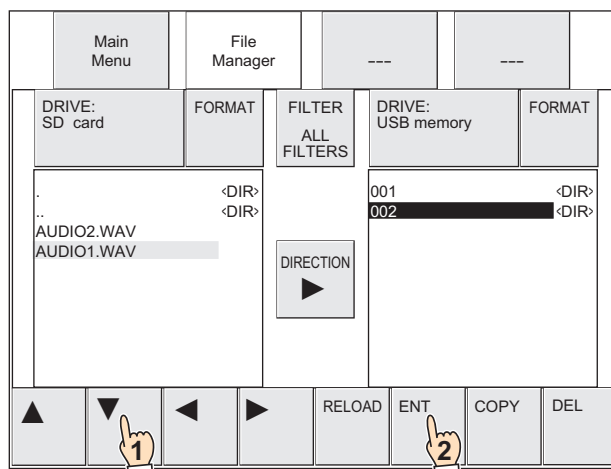 Main
Menu
File
Manager
---
---
DRIVE:
SD card
FORMAT
FILTER
ALL
FILTERS
DRIVE:
USB memory
FORMAT
. <DIR>
.. <DIR>
AUDIO2.WAV
AUDIO1.WAV
DIRECTION
▶
001 <DIR>
002 <DIR>
▲ ▼ ◀ ▶ RELOAD ENT COPY DEL
1 2